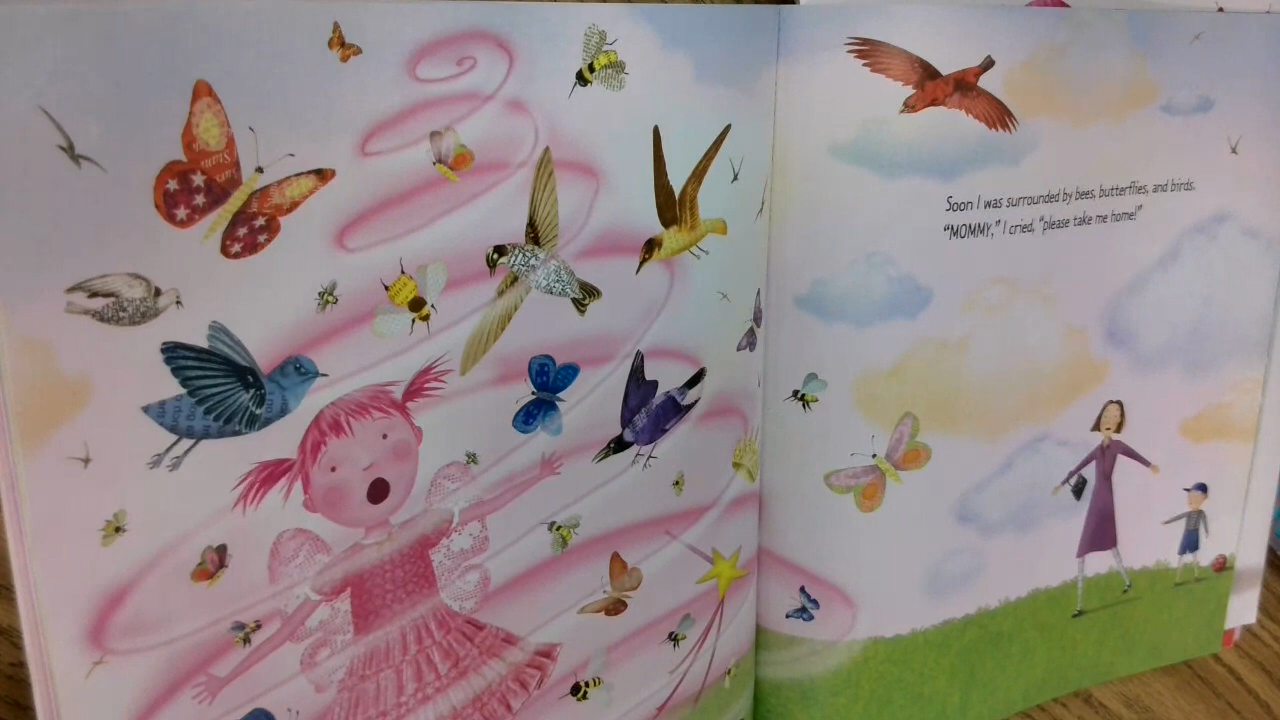 Soon I was surrounded by bees, butterflies, and birds.
“MOMMY,” I cried, “please take me home!”